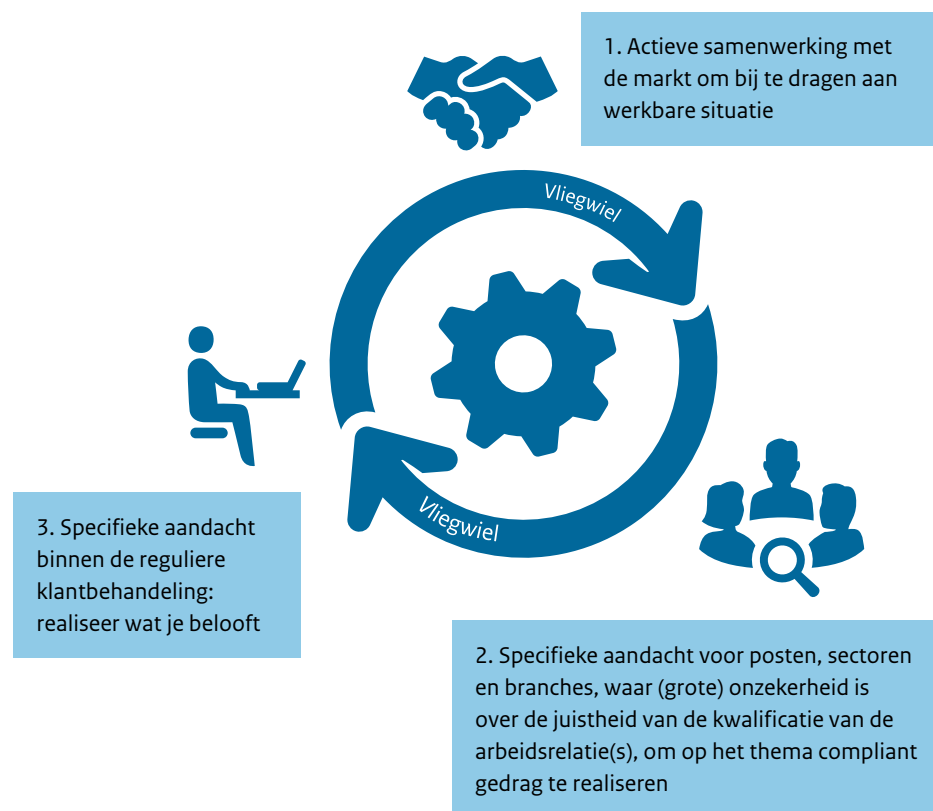 1. Actieve samenwerking met
de markt om bij te dragen aan
werkbare situatie
Vliegwiel
Vliegwiel
3. Specifieke aandacht
binnen de reguliere
klantbehandeling:
realiseer wat je belooft
2. Specifieke aandacht voor posten, sectoren
en branches, waar (grote) onzekerheid is
over de juistheid van de kwalificatie van de
arbeidsrelatie(s), om op het thema compliant
gedrag te realiseren